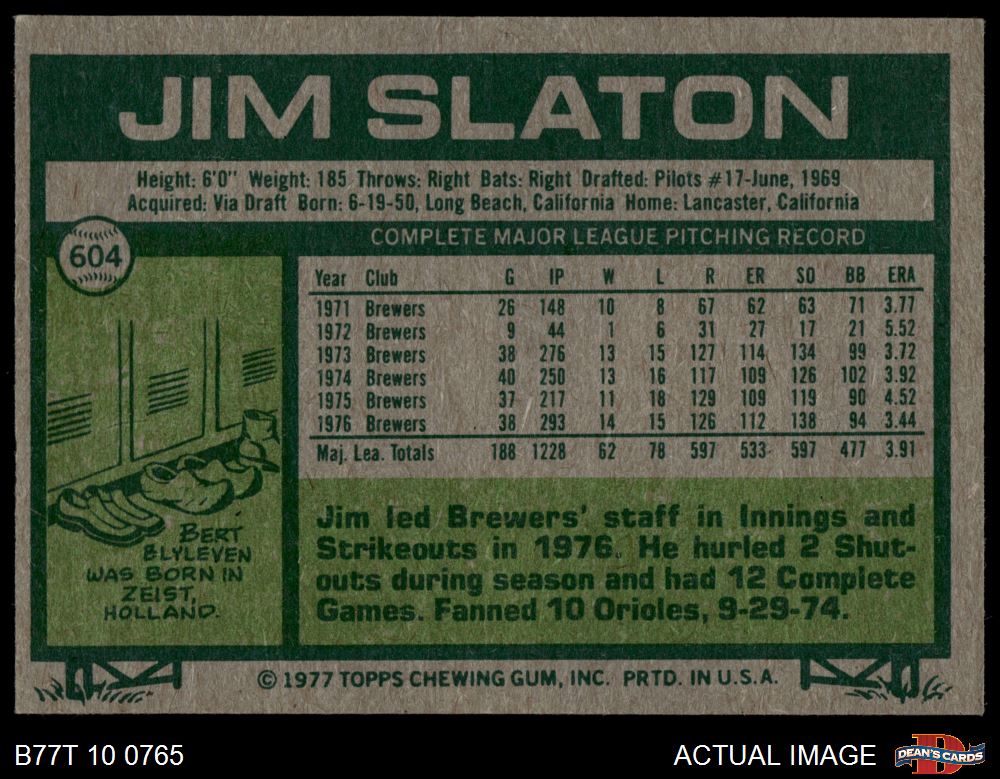 JIM SLATON
Height: 6'0" Weight: 185 Throws: Right Bats: Right Drafted: Pilots #17-June, 1969
Acquired: Via Draft Born: 6-19-50, Long Beach, California Home: Lancaster, California
604
COMPLETE MAJOR LEAGUE PITCHING RECORD
Year Club G IP W L R ER SO BB ERA
1971 Brewers 26 148 10 8 67 62 63 71 3.77
1972 Brewers 9 44 1 6 31 27 17 21 5.52
1973 Brewers 38 276 13 15 127 114 134 99 3.72
1974 Brewers 40 250 13 16 117 109 126 102 3.92
1975 Brewers 37 217 11 18 129 109 119 90 4.52
1976 Brewers 38 293 14 15 126 112 138 94 3.44
Maj. Lea. Totals 188 1228 62 78 597 533 597 477 3.91
BERT
BLYLEVEN
WAS BORN IN
ZEIST,
HOLLAND.
Jim led Brewers' staff in Innings and
Strikeouts in 1976. He hurled 2 Shut-
outs during season and had 12 Complete
Games. Fanned 10 Orioles, 9-29-74.
© 1977 TOPPS CHEWING GUM, INC. PRTD. IN U.S.A.
B77T 10 0765
ACTUAL IMAGE
D
DEAN'S CARDS